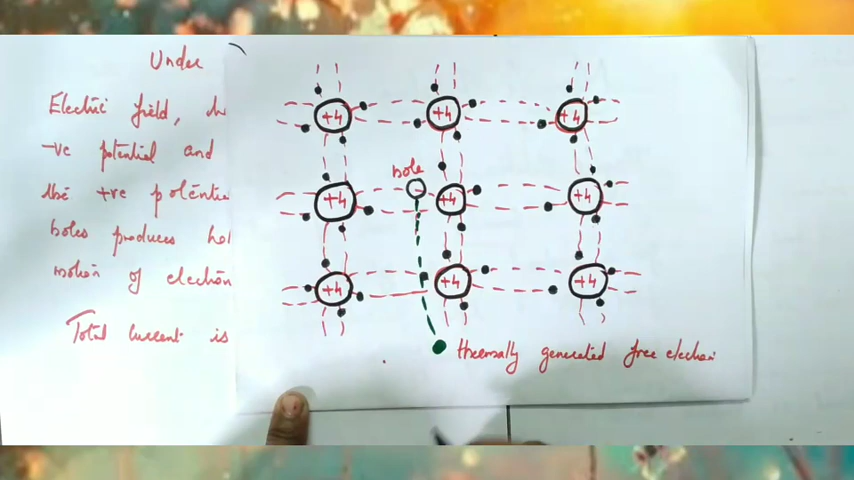 Under
Electric field,
-ve potential and
the +ve potentia
holes produces
motion of electron
Total current is
+4 +4 +4
hole
+4 +4 +4
+4 +4 +4
thermally generated free electron